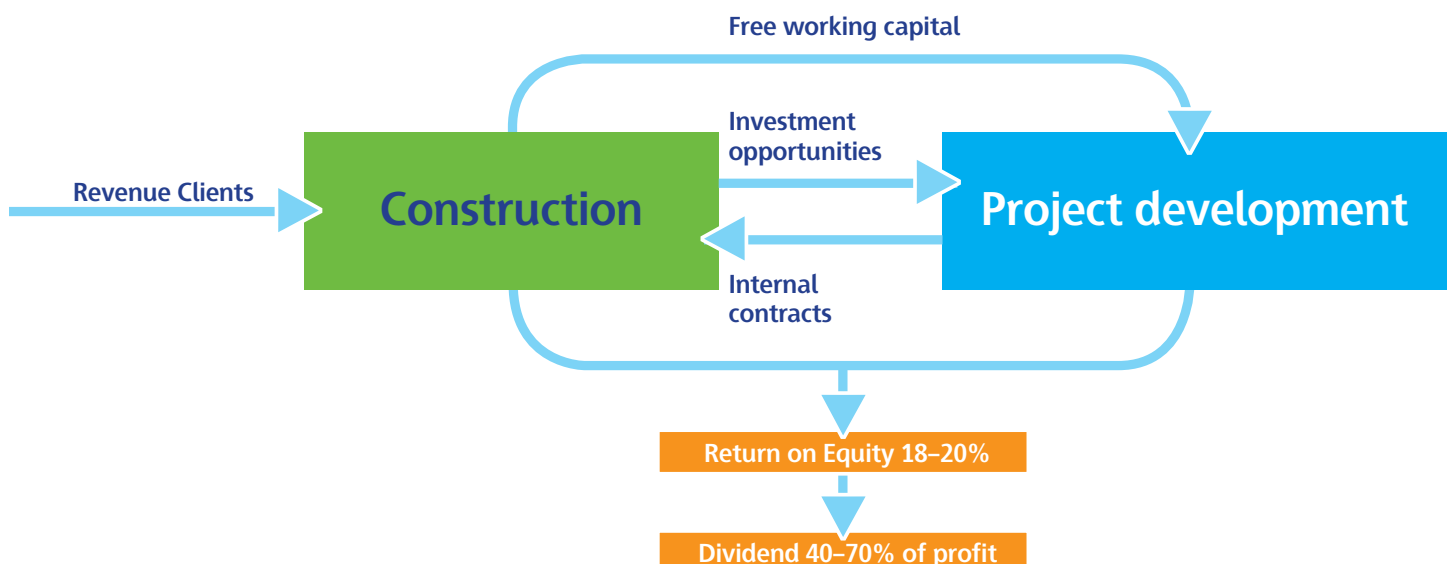 Free working capital
Investment
opportunities
Revenue Clients
Construction
Project development
Internal
contracts
Return on Equity 18–20%
Dividend 40–70% of profit